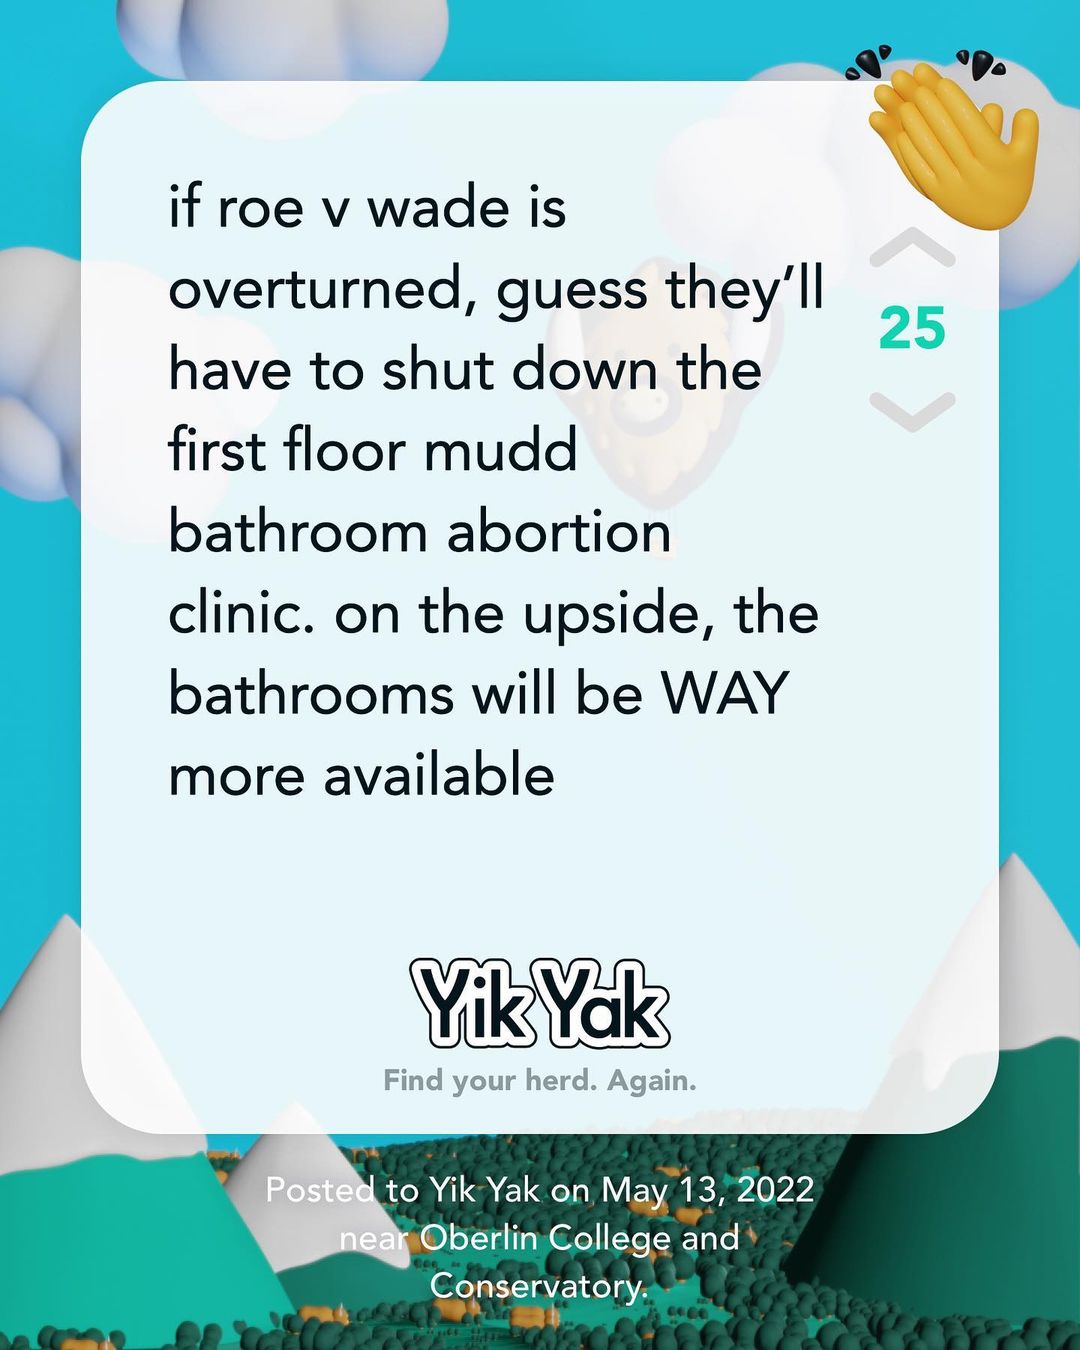 if roe v wade is
overturned, guess they’ll
have to shut down the
first floor mudd
bathroom abortion
clinic. on the upside, the
bathrooms will be WAY
more available
25
Yik Yak
Find your herd. Again.
Posted to Yik Yak on May 13, 2022
near Oberlin College and
Conservatory.